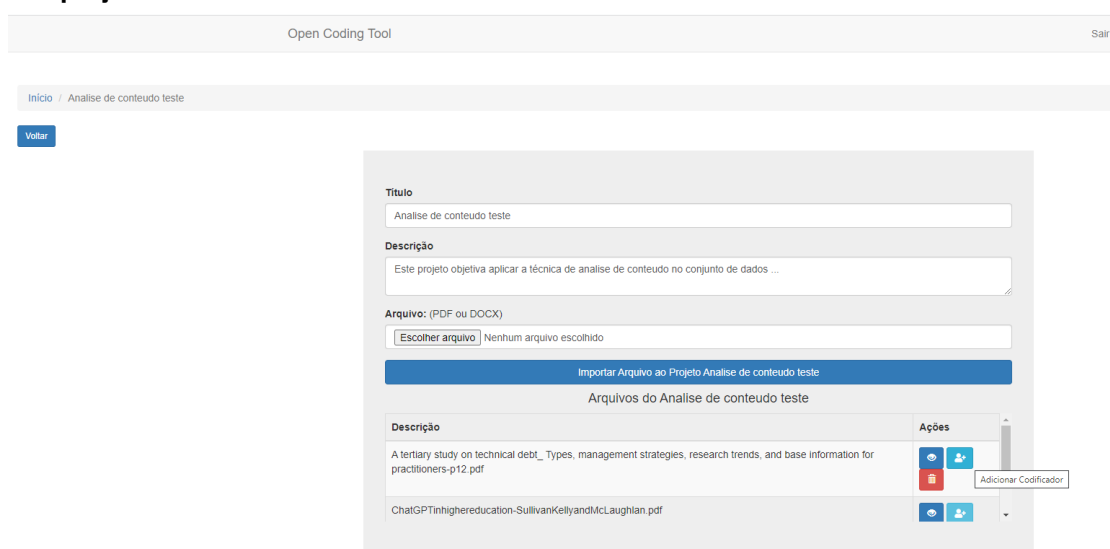 Open Coding Tool
Sair
Início / Analise de conteudo teste
Voltar
Título
Analise de conteudo teste
Descrição
Este projeto objetiva aplicar a técnica de analise de conteudo no conjunto de dados ...
Arquivo: (PDF ou DOCX)
Escolher arquivo Nenhum arquivo escolhido
Importar Arquivo ao Projeto Analise de conteudo teste
Arquivos do Analise de conteudo teste
Descrição Ações
A tertiary study on technical debt_ Types, management strategies, research trends, and base information for
practitioners-p12.pdf
Adicionar Codificador
ChatGPTinhighereducation-SullivanKellyandMcLaughlan.pdf